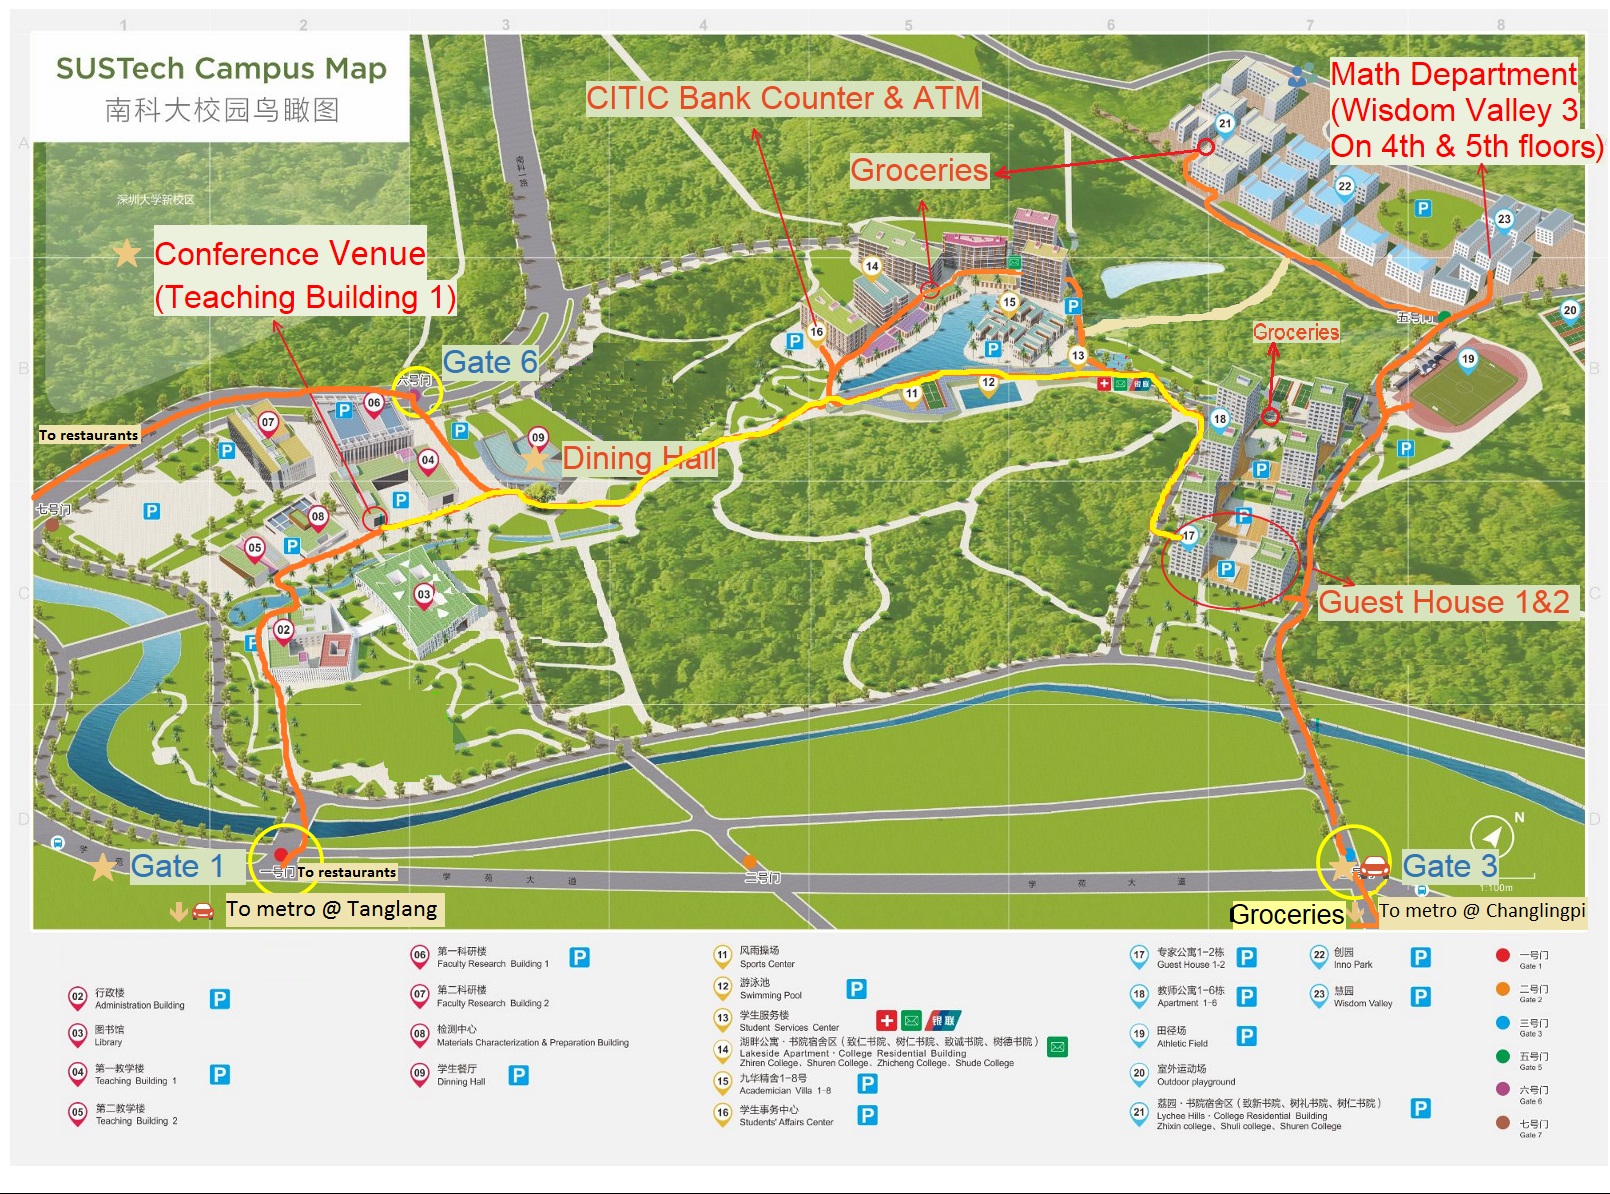 1 2 3 4 5 6 7 8
SUSTech Campus Map
南科大校园鸟瞰图
A
B
C
D
A
B
C
D
深圳大学新校区
CITIC Bank Counter & ATM
Groceries
Math Department
(Wisdom Valley 3
On 4th & 5th floors)
Conference Venue
(Teaching Building 1)
Gate 6
六号门
To restaurants
七号门
Dining Hall
Groceries
五号门
Guest House 1&2
Gate 1
一号门
To restaurants
To metro @ Tanglang
学 苑 大 道
二号门
学 苑 大 道
Gate 3
Groceries
To metro @ Changlingpi
N
1:100m
21
22
23
20
19
14
15
16
13
12
11
18
17
07
06
04
09
08
05
03
02
P
银联
02 行政楼
Administration Building
P
03 图书馆
Library
04 第一教学楼
Teaching Building 1
P
05 第二教学楼
Teaching Building 2
06 第一科研楼
Faculty Research Building 1
P
07 第二科研楼
Faculty Research Building 2
08 检测中心
Materials Characterization & Preparation Building
09 学生餐厅
Dinning Hall
P
11 风雨操场
Sports Center
12 游泳池
Swimming Pool
P
13 学生服务楼
Student Services Center
银联
14 湖畔公寓·书院宿舍区（致仁书院、树仁书院、致诚书院、树德书院）
Lakeside Apartment·College Residential Building
Zhiren College、Shuren College、Zhicheng College、Shude College
15 九华精舍1-8号
Academician Villa 1-8
P
16 学生事务中心
Students' Affairs Center
P
17 专家公寓1-2栋
Guest House 1-2
P
18 教师公寓1-6栋
Apartment 1-6
P
19 田径场
Athletic Field
P
20 室外运动场
Outdoor playground
21 荔园·书院宿舍区（致新书院、树礼书院、树仁书院）
Lychee Hills·College Residential Building
Zhixin college、Shuli college、Shuren College
P
22 创园
Inno Park
P
23 慧园
Wisdom Valley
P
一号门
Gate 1
二号门
Gate 2
三号门
Gate 3
五号门
Gate 5
六号门
Gate 6
七号门
Gate 7